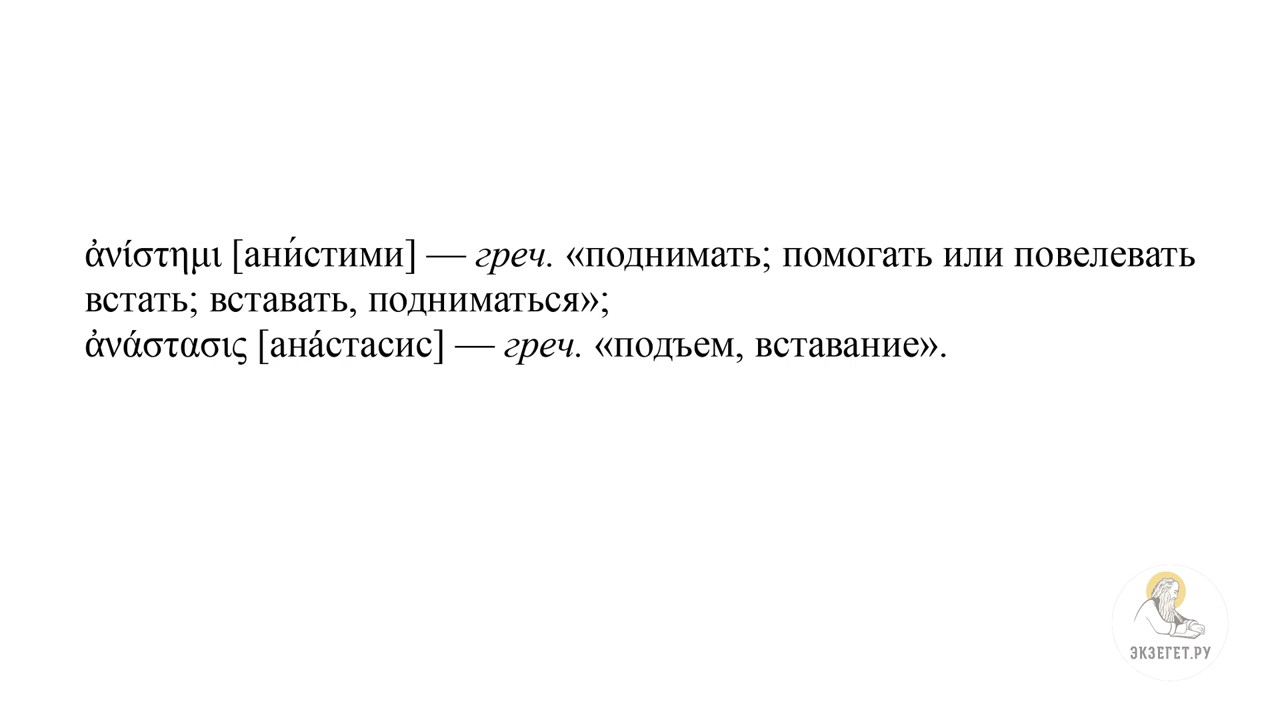 ἀνίστημι [ани́стими] — греч. «поднимать; помогать или повелевать
встать; вставать, подниматься»;
ἀνάστασις [ана́стасис] — греч. «подъем, вставание».
ЭКЗЕГЕТ.РУ